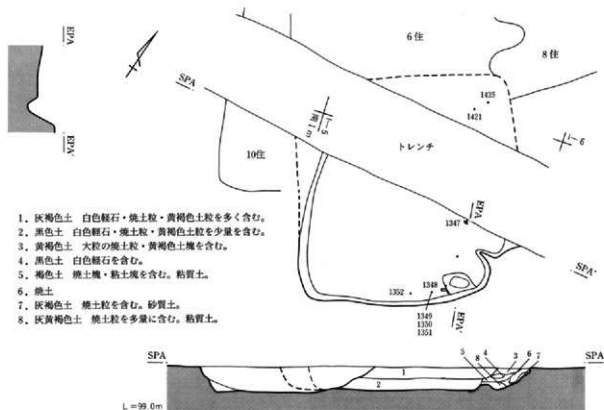 EPA
EPA'
SPA
6住
8住
1425
1421
I-5
南1m
I-6
トレンチ
10住
EPA
1347
SPA'
1352
1348
1349
1350
1351
EPA'
1. 灰褐色土 白色軽石・焼土粒・黄褐色土粒を多く含む。
2. 黒色土 白色軽石・焼土粒・黄褐色土粒を少量を含む。
3. 黄褐色土 大粒の焼土粒・黄褐色土塊を含む。
4. 黒色土 白色軽石を含む。
5. 褐色土 焼土塊・粘土塊を含む。粘質土。
6. 焼土
7. 灰褐色土 焼土粒を含む。砂質土。
8. 灰黄褐色土 焼土粒を多量に含む。粘質土。
SPA
5 8 4 3 6 7
SPA'
1
2
L=99.0m